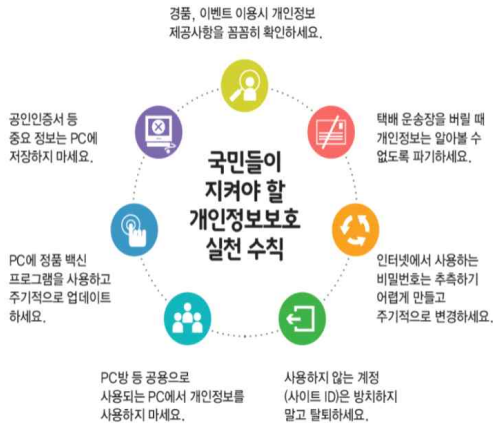 경품, 이벤트 이용시 개인정보
제공사항을 꼼꼼히 확인하세요.
택배 운송장을 버릴 때
개인정보는 알아볼 수
없도록 파기하세요.
인터넷에서 사용하는
비밀번호는 추측하기
어렵게 만들고
주기적으로 변경하세요.
사용하지 않는 계정
(사이트 ID)은 방치하지
말고 탈퇴하세요.
PC방 등 공용으로
사용되는 PC에서 개인정보를
사용하지 마세요.
PC에 정품 백신
프로그램을 사용하고
주기적으로 업데이트
하세요.
공인인증서 등
중요 정보는 PC에
저장하지 마세요.
국민들이
지켜야 할
개인정보보호
실천 수칙